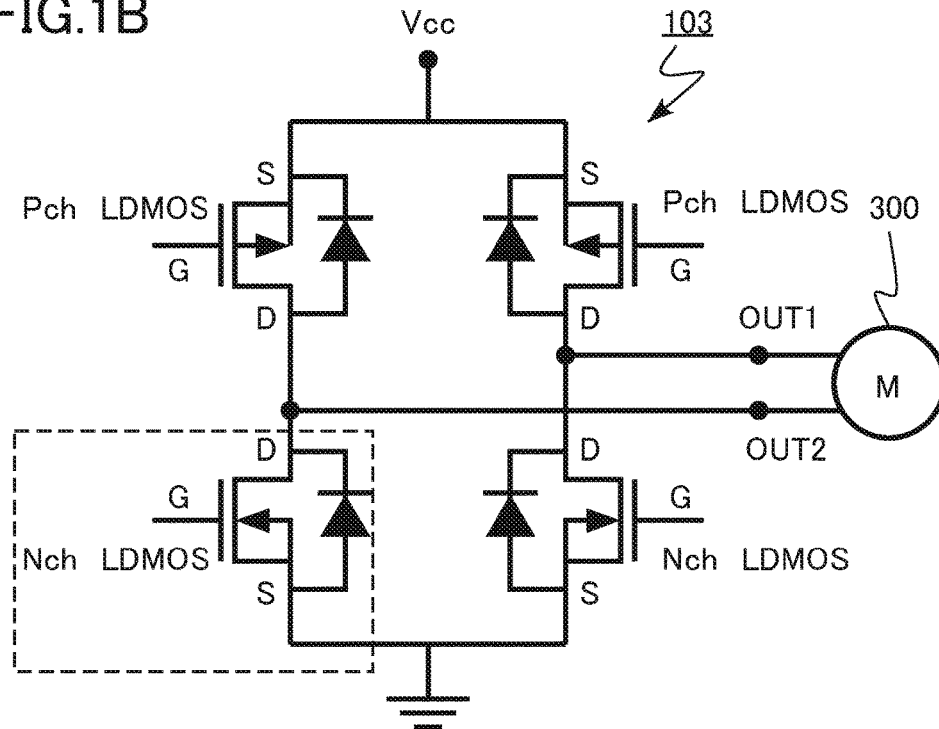 FIG.1B
Vcc
103
S
S
Pch LDMOS
Pch LDMOS
300
G
G
D
D
OUT1
M
OUT2
D
D
G
G
Nch LDMOS
Nch LDMOS
S
S